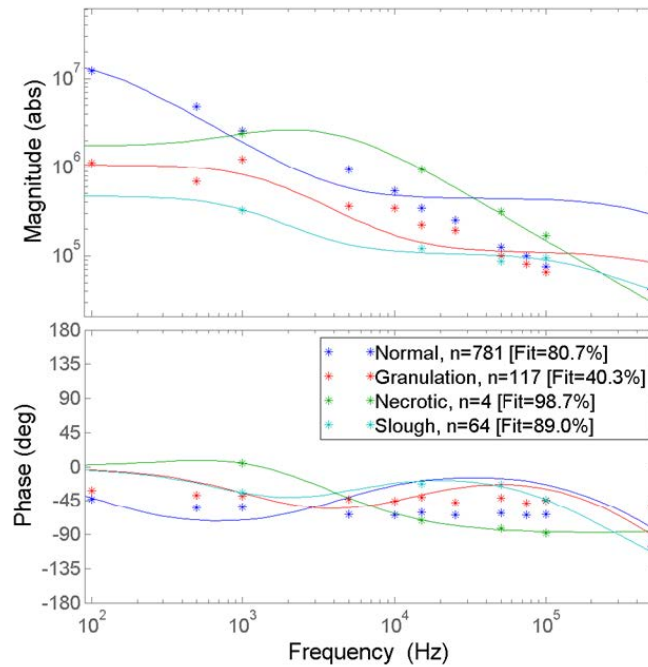 10^7
10^6
10^5
Magnitude (abs)
180
135
90
45
0
-45
-90
-135
-180
Phase (deg)
Normal, n=781 [Fit=80.7%]
Granulation, n=117 [Fit=40.3%]
Necrotic, n=4 [Fit=98.7%]
Slough, n=64 [Fit=89.0%]
10^2 10^3 10^4 10^5
Frequency (Hz)